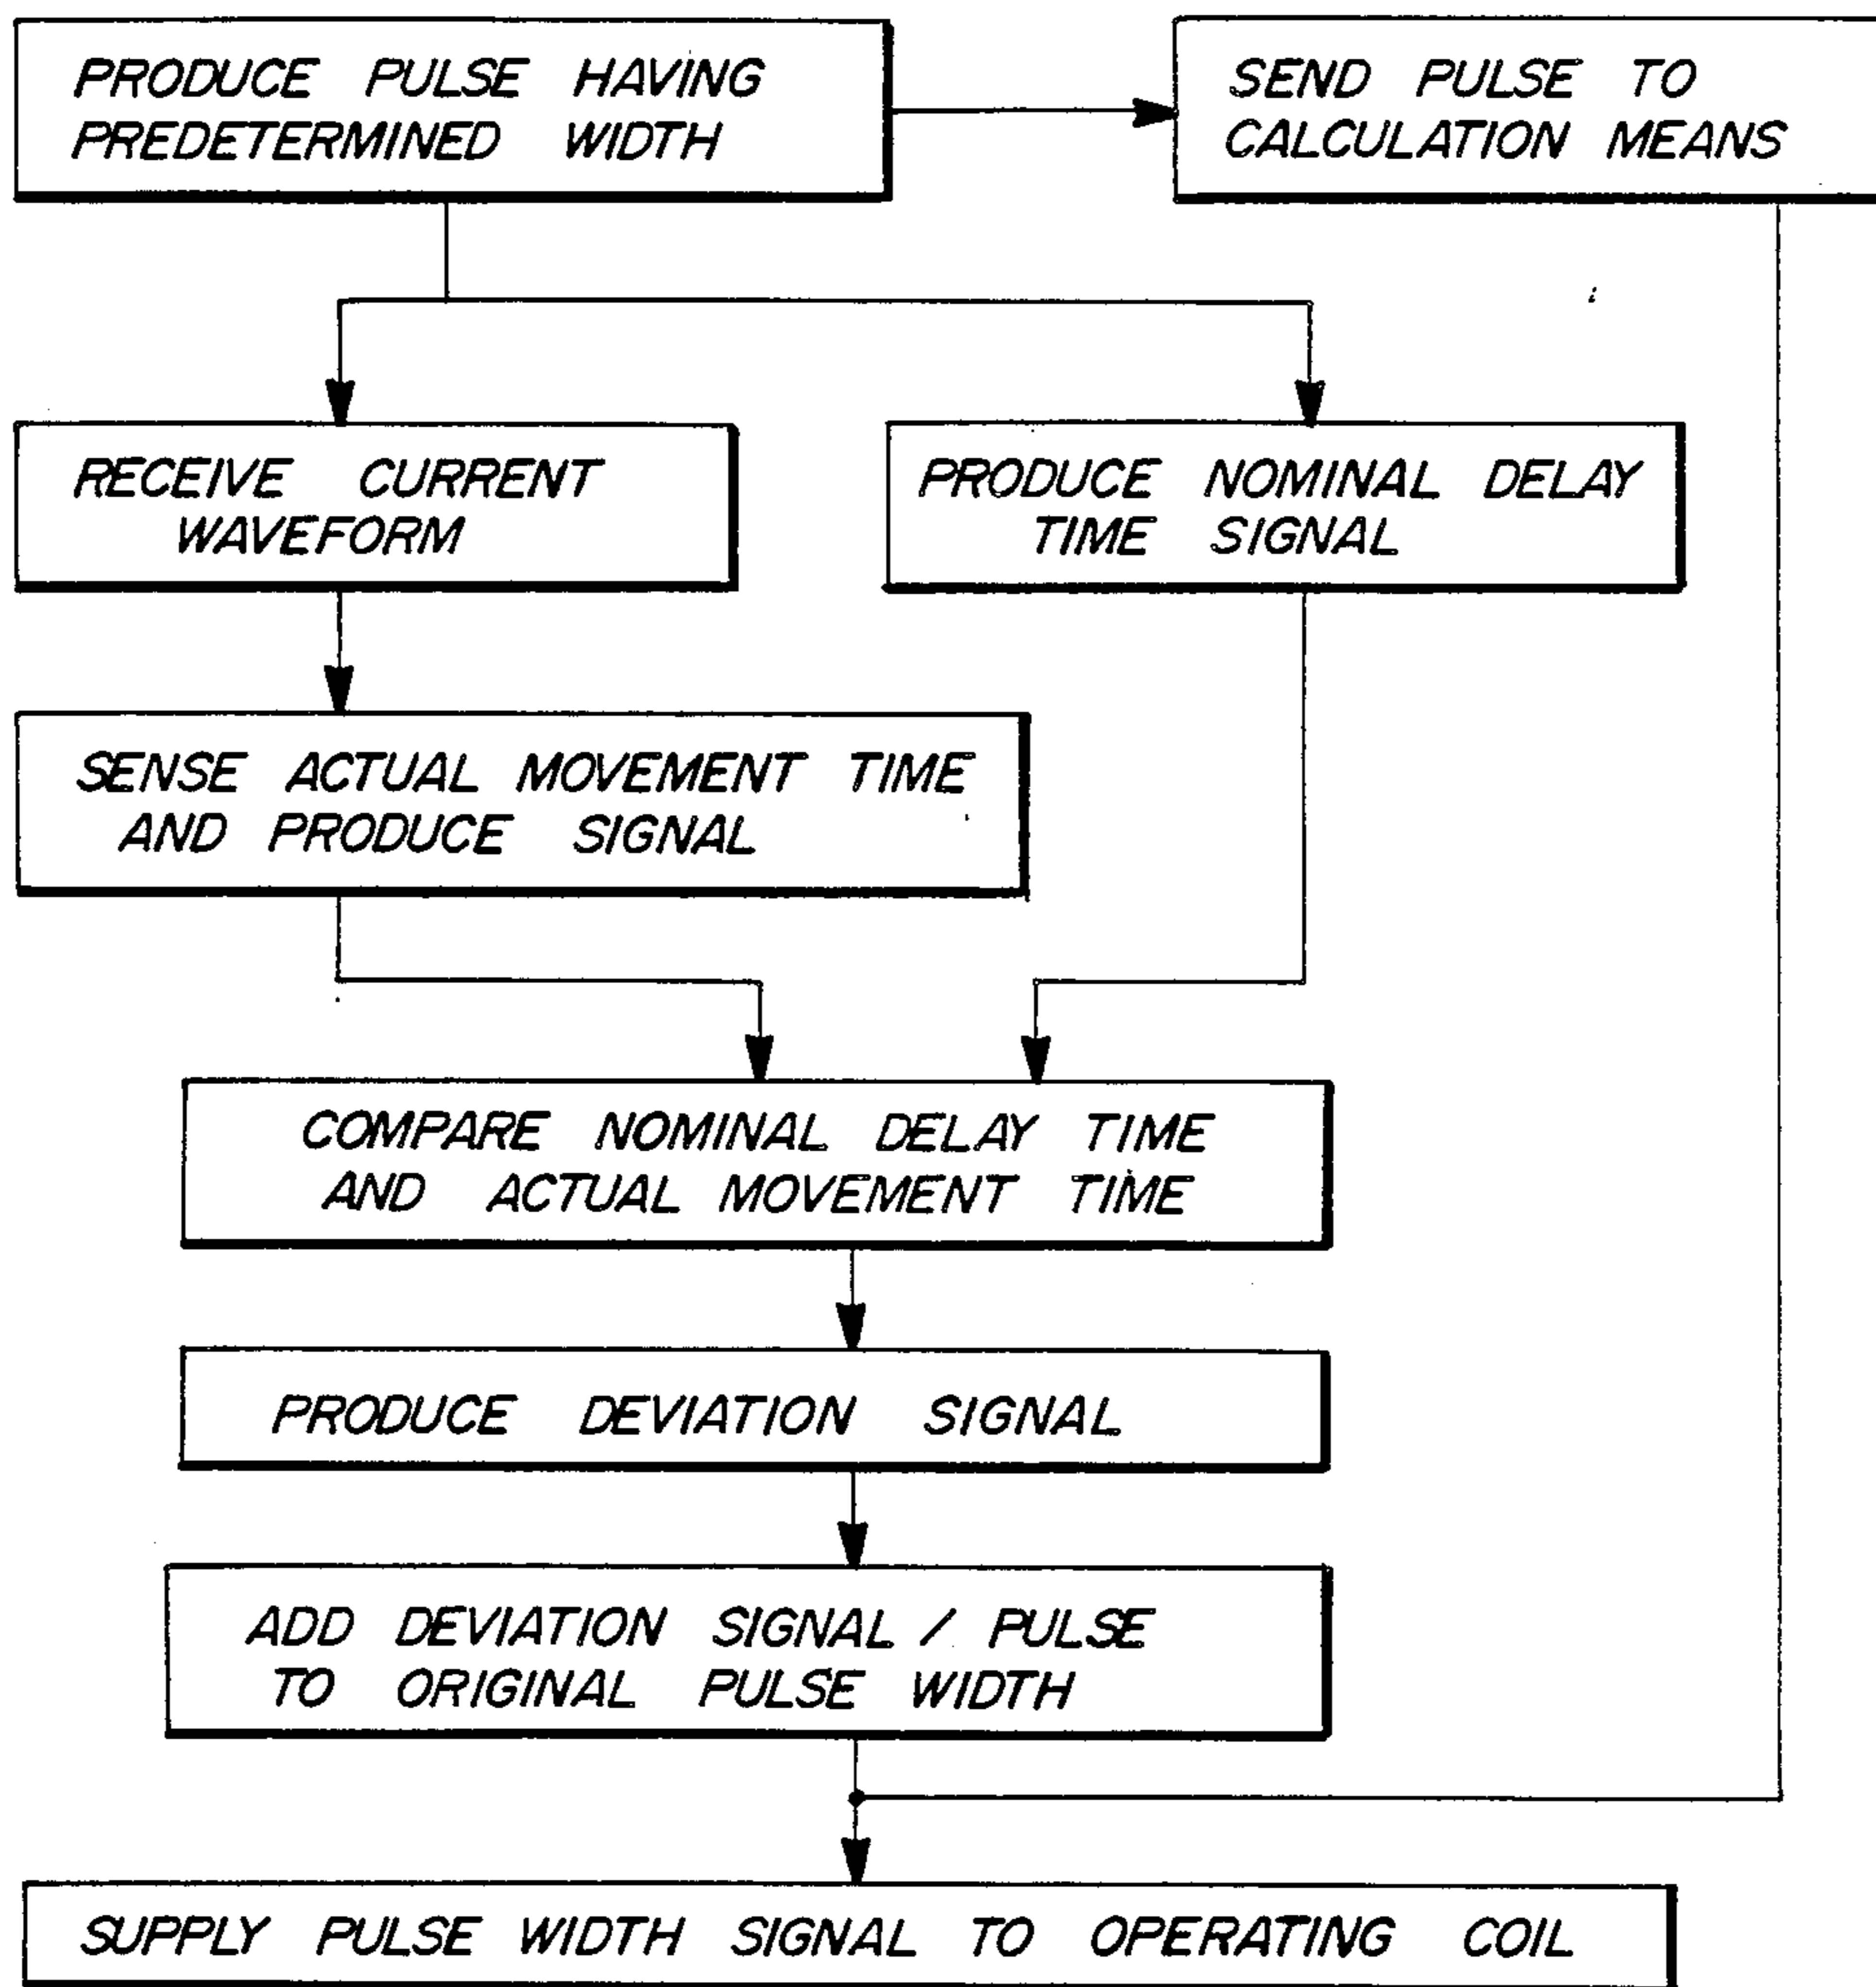 PRODUCE PULSE HAVING
PREDETERMINED WIDTH
SEND PULSE TO
CALCULATION MEANS
RECEIVE CURRENT
WAVEFORM
PRODUCE NOMINAL DELAY
TIME SIGNAL
SENSE ACTUAL MOVEMENT TIME
AND PRODUCE SIGNAL
COMPARE NOMINAL DELAY TIME
AND ACTUAL MOVEMENT TIME
PRODUCE DEVIATION SIGNAL
ADD DEVIATION SIGNAL / PULSE
TO ORIGINAL PULSE WIDTH
SUPPLY PULSE WIDTH SIGNAL TO OPERATING COIL